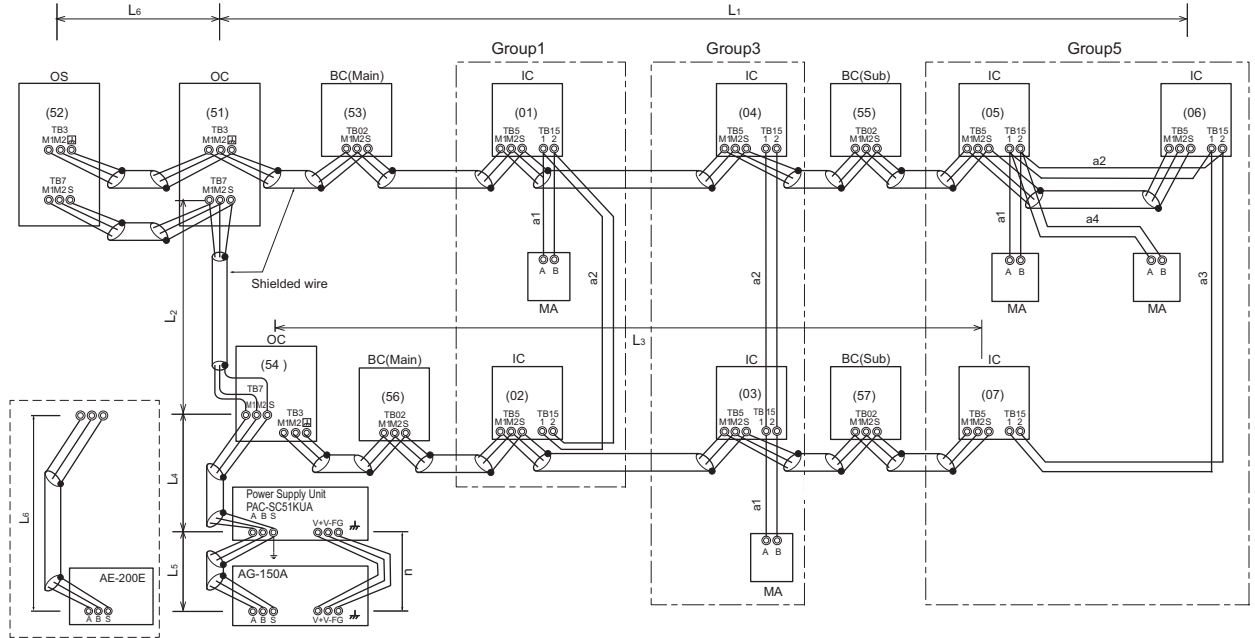 L6 L1
Group1 Group3 Group5
OS OC BC(Main) IC IC BC(Sub) IC IC
(52) (51) (53) (01) (04) (55) (05) (06)
TB3 TB3 TB02 TB5 TB15 TB5 TB15 TB02 TB5 TB15 TB5 TB15
M1M2 M1M2 M1M2S M1M2S 1 2 M1M2S 1 2 M1M2S M1M2S 1 2 M1M2S 1 2
TB7 TB7
M1M2 S M1M2 S
a2
a1 a2 a2 a1 a4 a3
A B A B A B
Shielded wire
MA MA MA
L2
L3
OC BC(Main) IC IC BC(Sub) IC
(54 ) (56) (02) (03) (57) (07)
TB7
M1M2 S
TB3 TB02 TB5 TB15 TB5 TB 15 TB02 TB5 TB15
M1M2 M1M2S M1M2S 1 2 M1M2S 1 2 M1M2S M1M2S 1 2
L4
L6
Power Supply Unit
PAC-SC51KUA
A B S V+V-FG
a1
A B
MA
L5 n
AE-200E
A B S
AG-150A
A B S V+V-FG